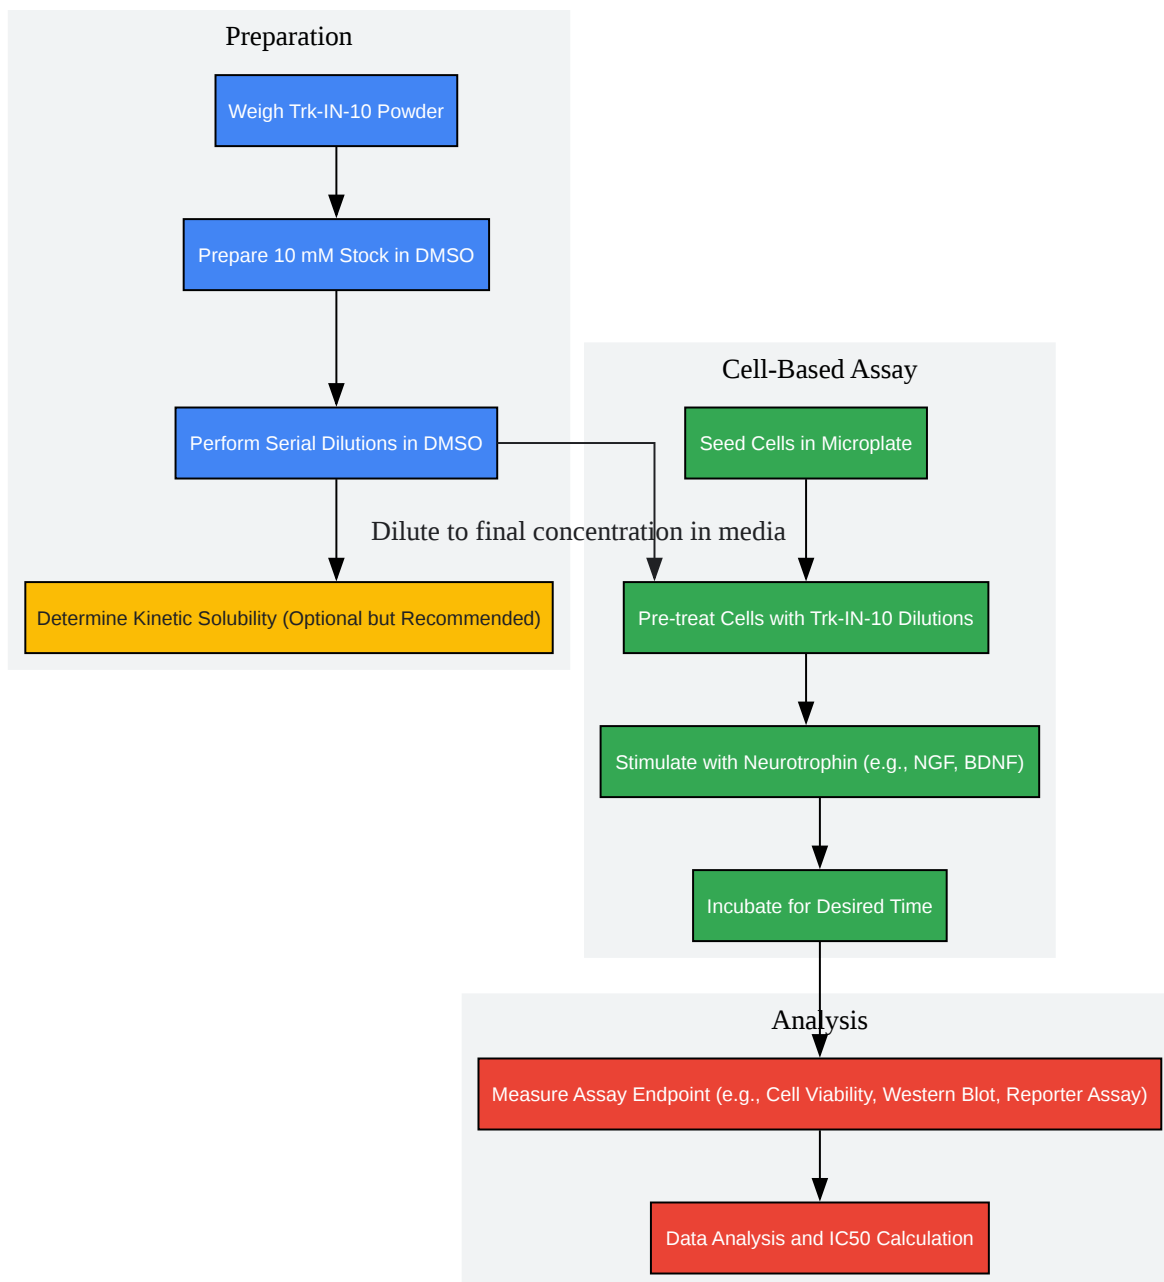 Preparation
Weigh Trk-IN-10 Powder
Prepare 10 mM Stock in DMSO
Perform Serial Dilutions in DMSO
Determine Kinetic Solubility (Optional but Recommended)
Dilute to final concentration in media
Cell-Based Assay
Seed Cells in Microplate
Pre-treat Cells with Trk-IN-10 Dilutions
Stimulate with Neurotrophin (e.g., NGF, BDNF)
Incubate for Desired Time
Analysis
Measure Assay Endpoint (e.g., Cell Viability, Western Blot, Reporter Assay)
Data Analysis and IC50 Calculation